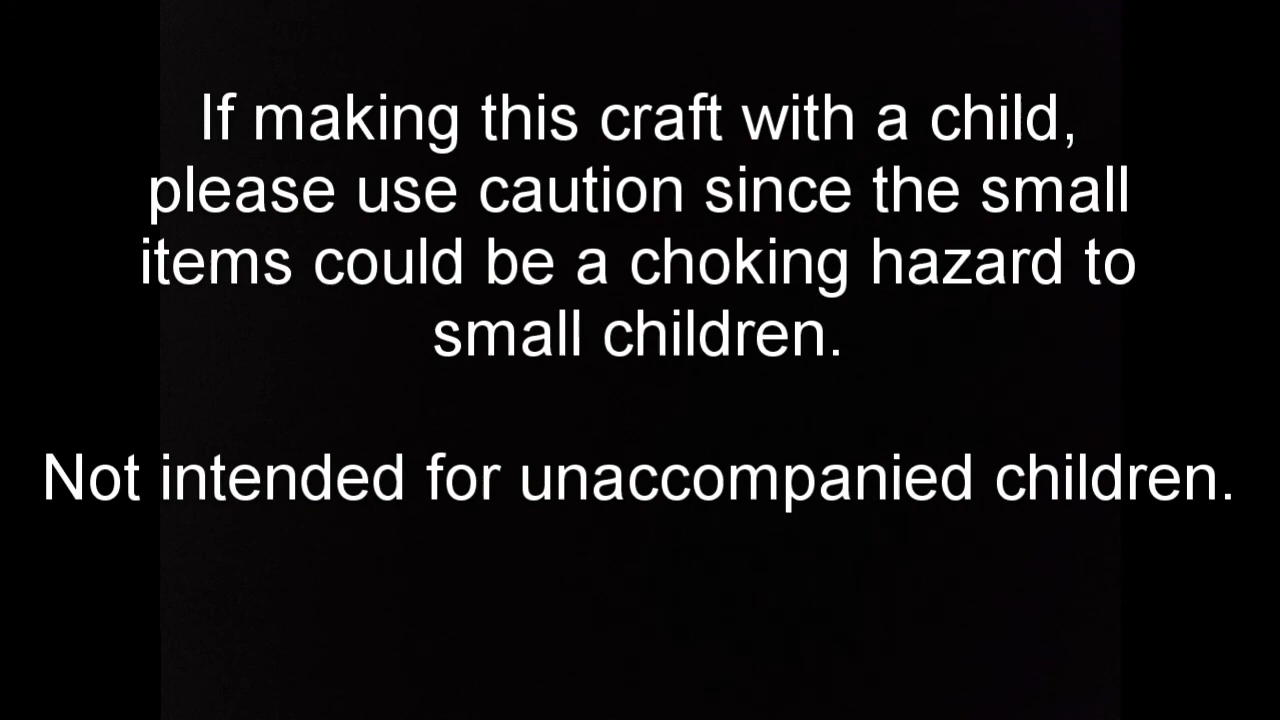 If making this craft with a child,
please use caution since the small
items could be a choking hazard to
small children.
Not intended for unaccompanied children.